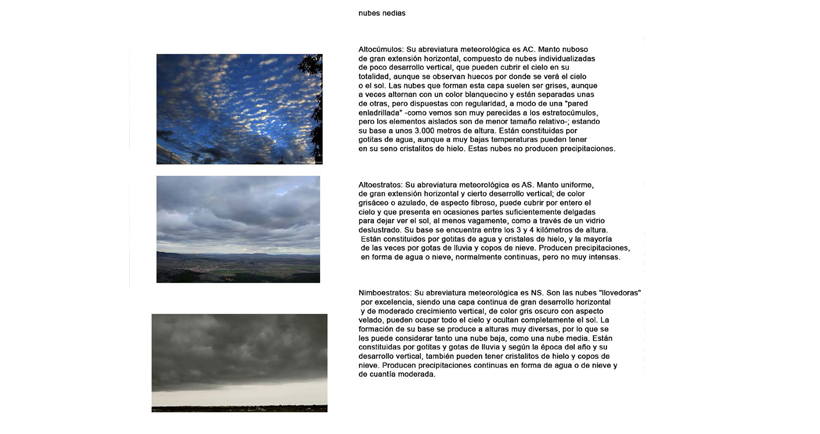 nubes nedias
Altocúmulos: Su abreviatura meteorológica es AC. Manto nuboso
de gran extensión horizontal, compuesto de nubes individualizadas
de poco desarrollo vertical, que pueden cubrir el cielo en su
totalidad, aunque se observan huecos por donde se verá el cielo
o el sol. Las nubes que forman esta capa suelen ser grises, aunque
a veces alternan con un color blanquecino y están separadas unas
de otras, pero dispuestas con regularidad, a modo de una "pared
enladrillada" -como vemos son muy parecidas a los estretocúmulos,
pero los elementos aislados son de menor tamaño relativo-; estando
su base a unos 3.000 metros de altura. Están constituidas por
gotitas de agua, aunque a muy bajas temperaturas pueden tener
en su seno cristalitos de hielo. Estas nubes no producen precipitaciones.
Altoestratos: Su abreviatura meteorológica es AS. Manto uniforme,
de gran extensión horizontal y cierto desarrollo vertical; de color
grisáceo o azulado, de aspecto fibroso, puede cubrir por entero el
cielo y que presenta en ocasiones partes suficientemente delgadas
para dejar ver el sol, al menos vagamente, como a través de un vidrio
deslustrado. Su base se encuentra entre los 3 y 4 kilómetros de altura.
Están constituidos por gotitas de agua y cristales de hielo, y la mayoría
de las veces por gotas de lluvia y copos de nieve. Producen precipitaciones,
en forma de agua o nieve, normalmente continuas, pero no muy intensas.
Nimboestratos: Su abreviatura meteorológica es NS. Son las nubes "llovedoras"
por excelencia, siendo una capa continua de gran desarrollo horizontal
y de moderado crecimiento vertical, de color gris oscuro con aspecto
velado, pueden ocupar todo el cielo y ocultan completamente el sol. La
formación de su base se produce a alturas muy diversas, por lo que se
les puede considerar tanto una nube baja, como una nube media. Están
constituidas por gotitas y gotas de lluvia y según la época del año y su
desarrollo vertical, también pueden tener cristalitos de hielo y copos de
nieve. Producen precipitaciones continuas en forma de agua o de nieve y
de cuantía moderada.